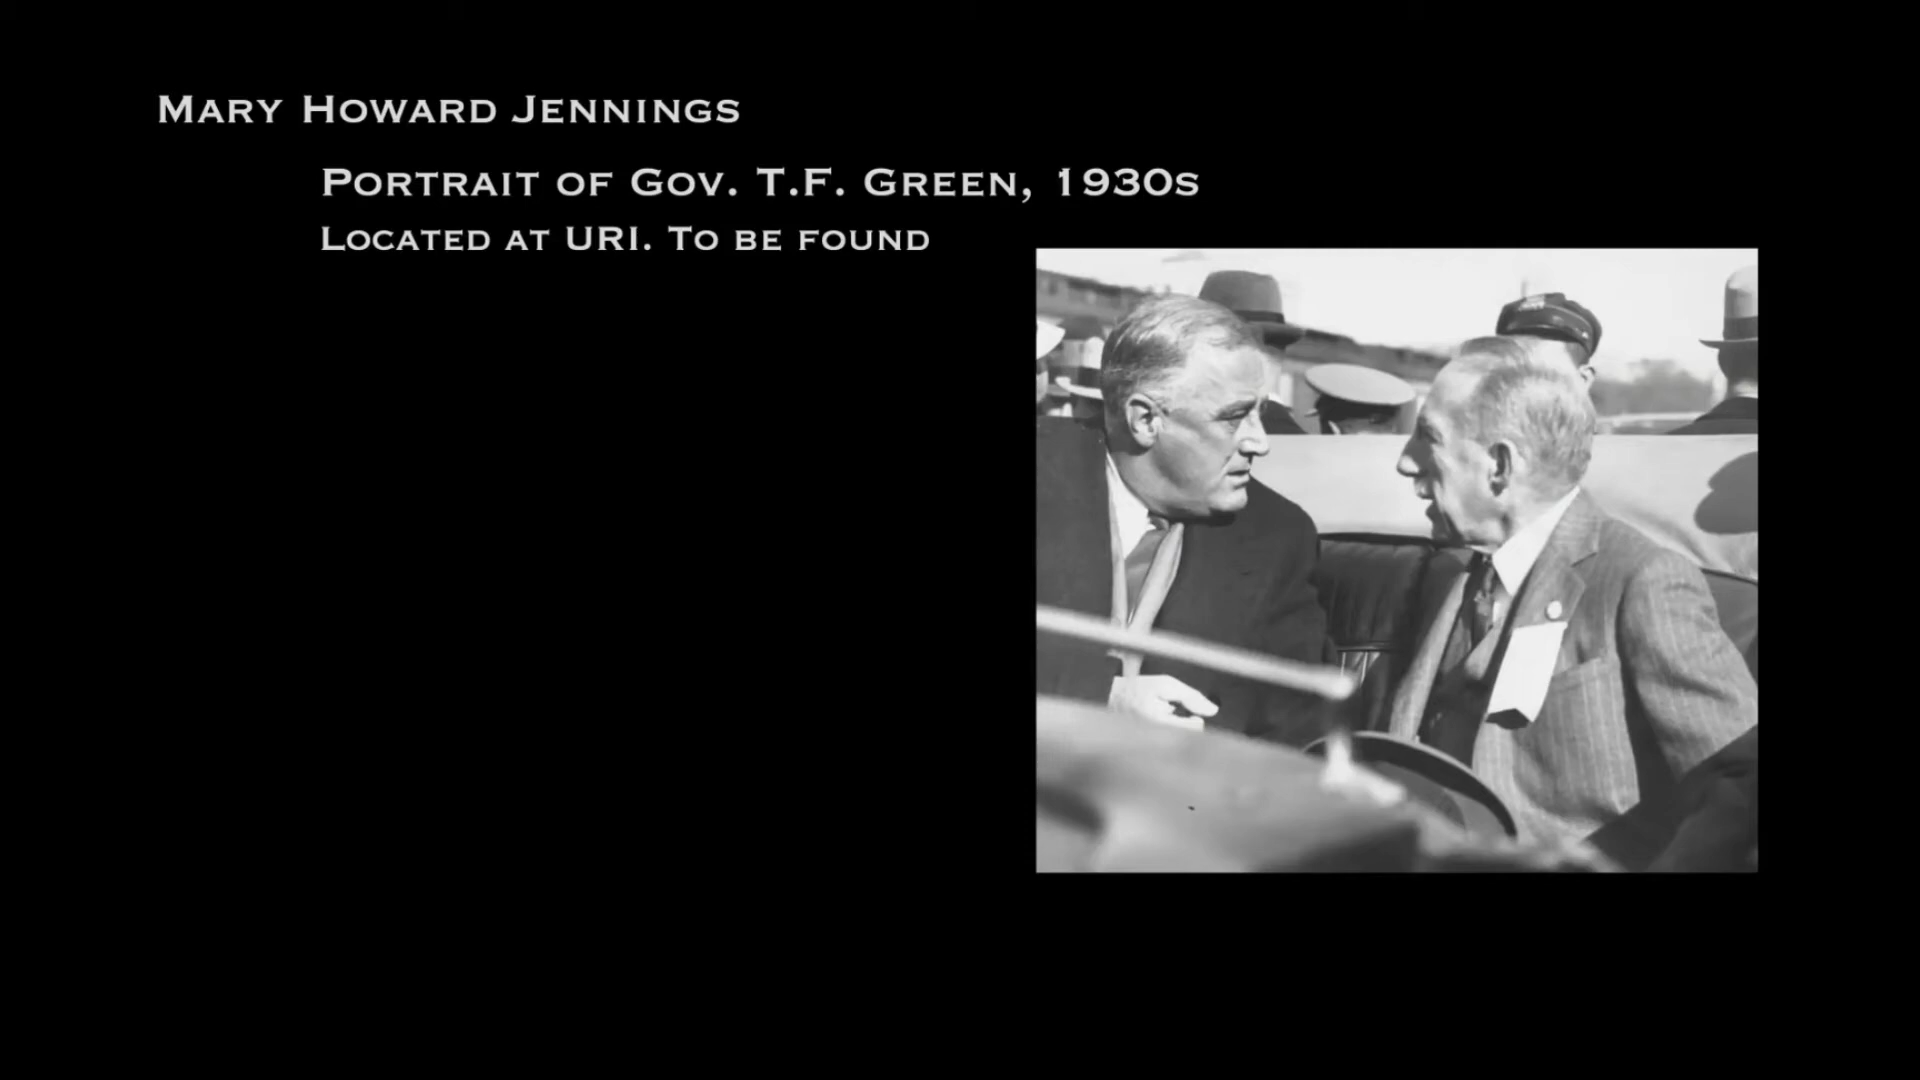 Mary Howard Jennings
Portrait of Gov. T.F. Green, 1930s
Located at URI. To be found